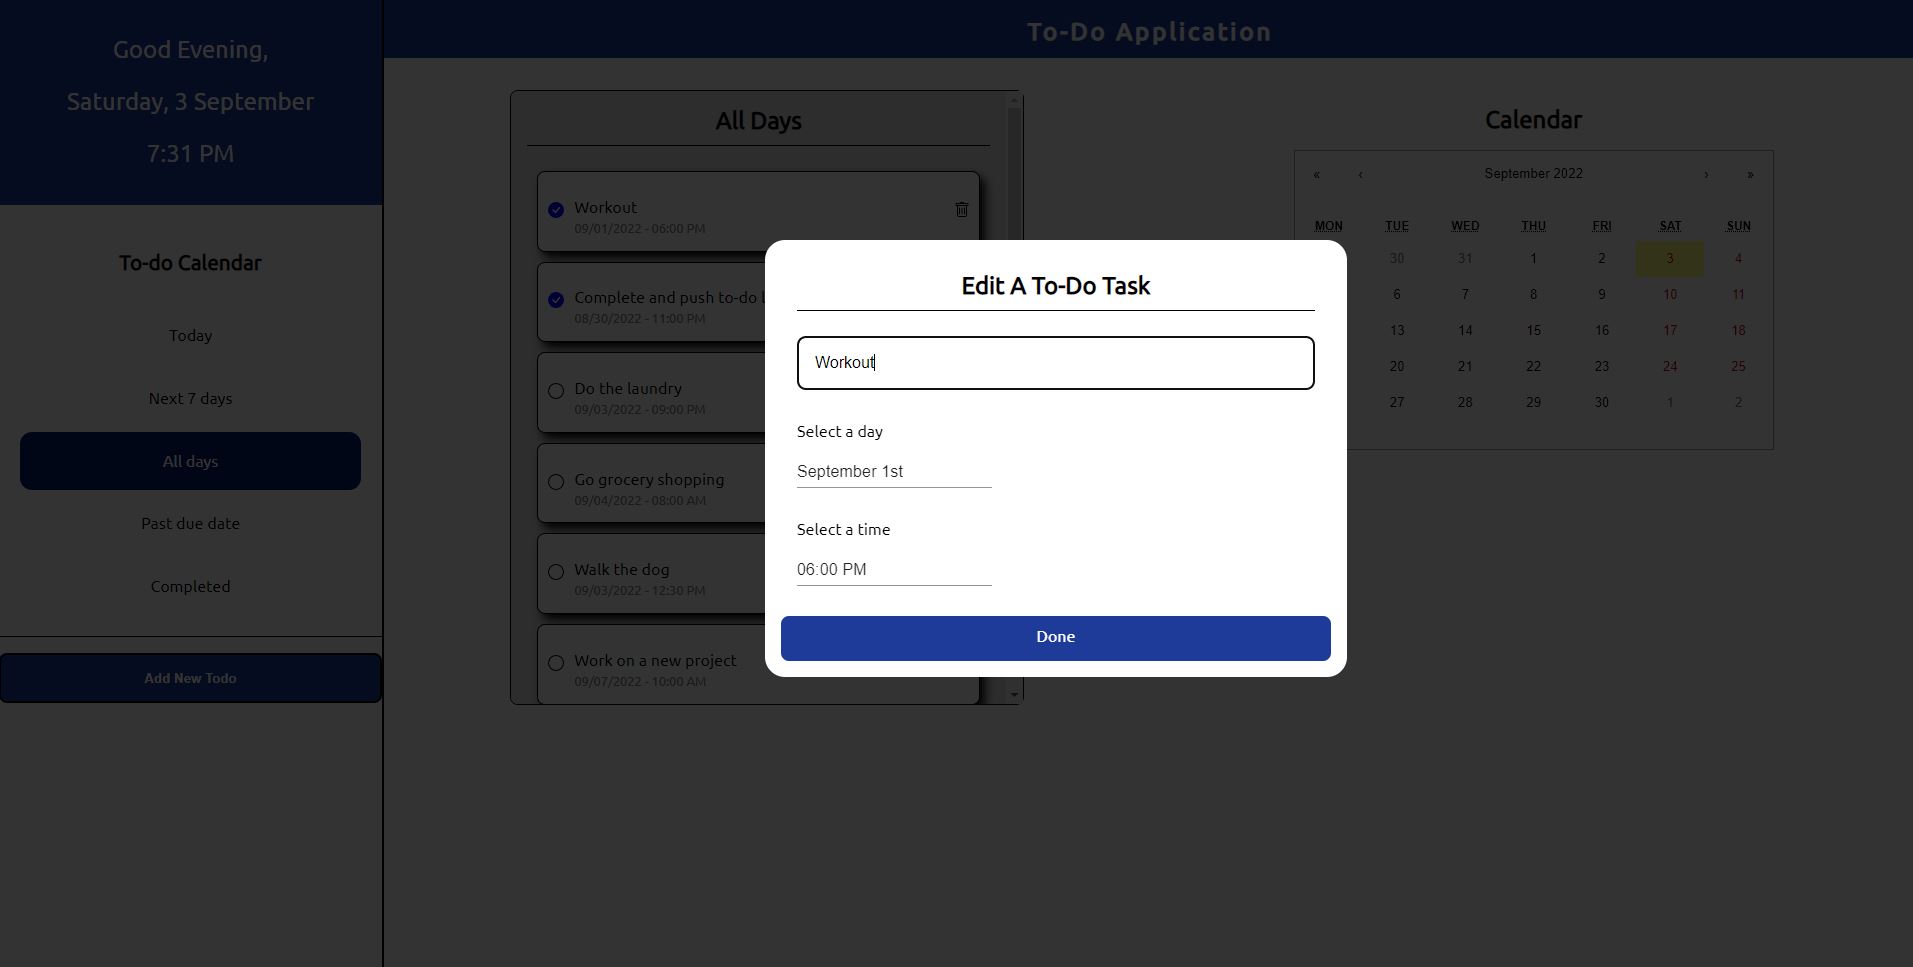 Good Evening,
Saturday, 3 September
7:31 PM
To-do Calendar
Today
Next 7 days
All days
Past due date
Completed
Add New Todo
To-Do Application
All Days
Workout
09/01/2022 - 06:00 PM
Complete and push to-do
08/30/2022 - 11:00 PM
Do the laundry
09/03/2022 - 09:00 PM
Go grocery shopping
09/04/2022 - 08:00 AM
Walk the dog
09/03/2022 - 12:30 PM
Work on a new project
09/07/2022 - 10:00 AM
Edit A To-Do Task
Workout
Select a day
September 1st
Select a time
06:00 PM
Done
Calendar
« ‹ September 2022 › »
MON TUE WED THU FRI SAT SUN
30 31 1 2 3 4
6 7 8 9 10 11
13 14 15 16 17 18
20 21 22 23 24 25
27 28 29 30 1 2